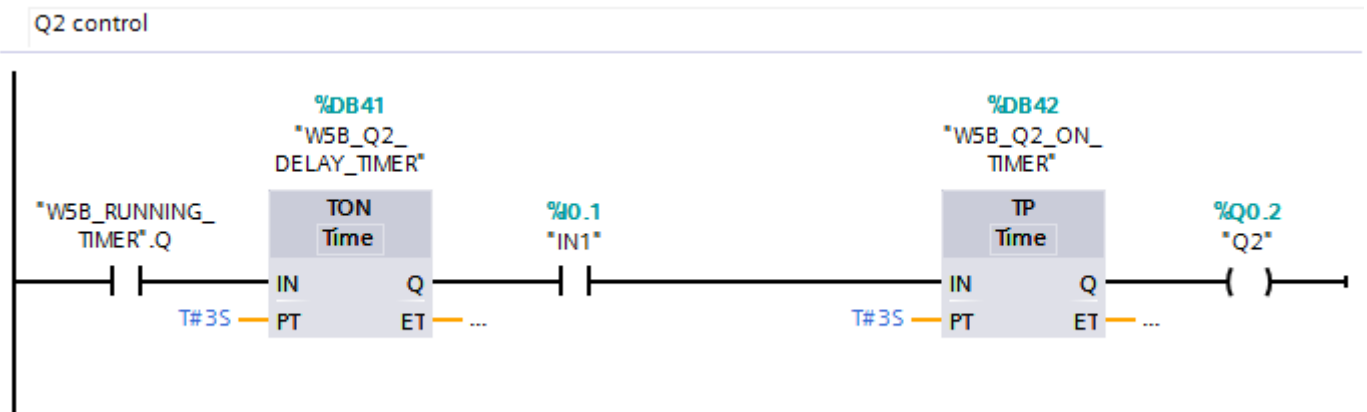 Q2 control
%DB41
"W5B_Q2_
DELAY_TIMER"
%DB42
"W5B_Q2_ON_
TIMER"
"W5B_RUNNING_
TIMER".Q
TON
Time
%I0.1
"IN1"
TP
Time
%Q0.2
"Q2"
IN
Q
IN
Q
T#3S
PT
ET
...
T#3S
PT
ET
...